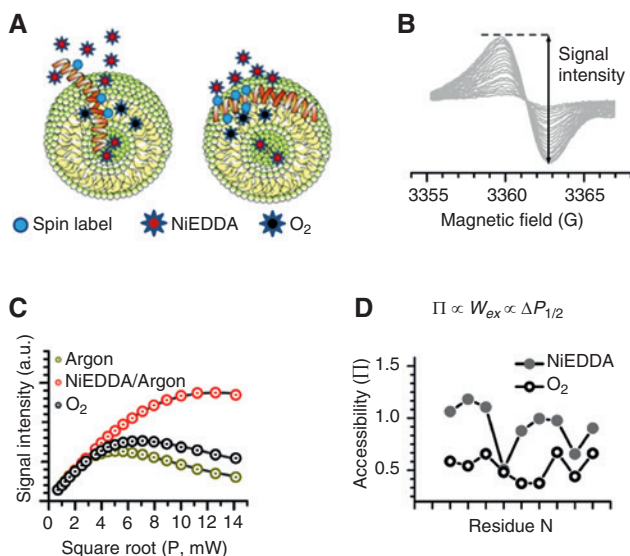 A
Spin label
NiEDDA
O2
B
Signal
intensity
3355
3360
3365
Magnetic field (G)
C
Signal intensity (a.u.)
Argon
NiEDDA/Argon
O2
0 2 4 6 8 10 12 14
Square root (P, mW)
D
Π ∝ Wex ∝ ΔP1/2
Accessibility (Π)
1.5
1.0
0.5
NiEDDA
O2
Residue N